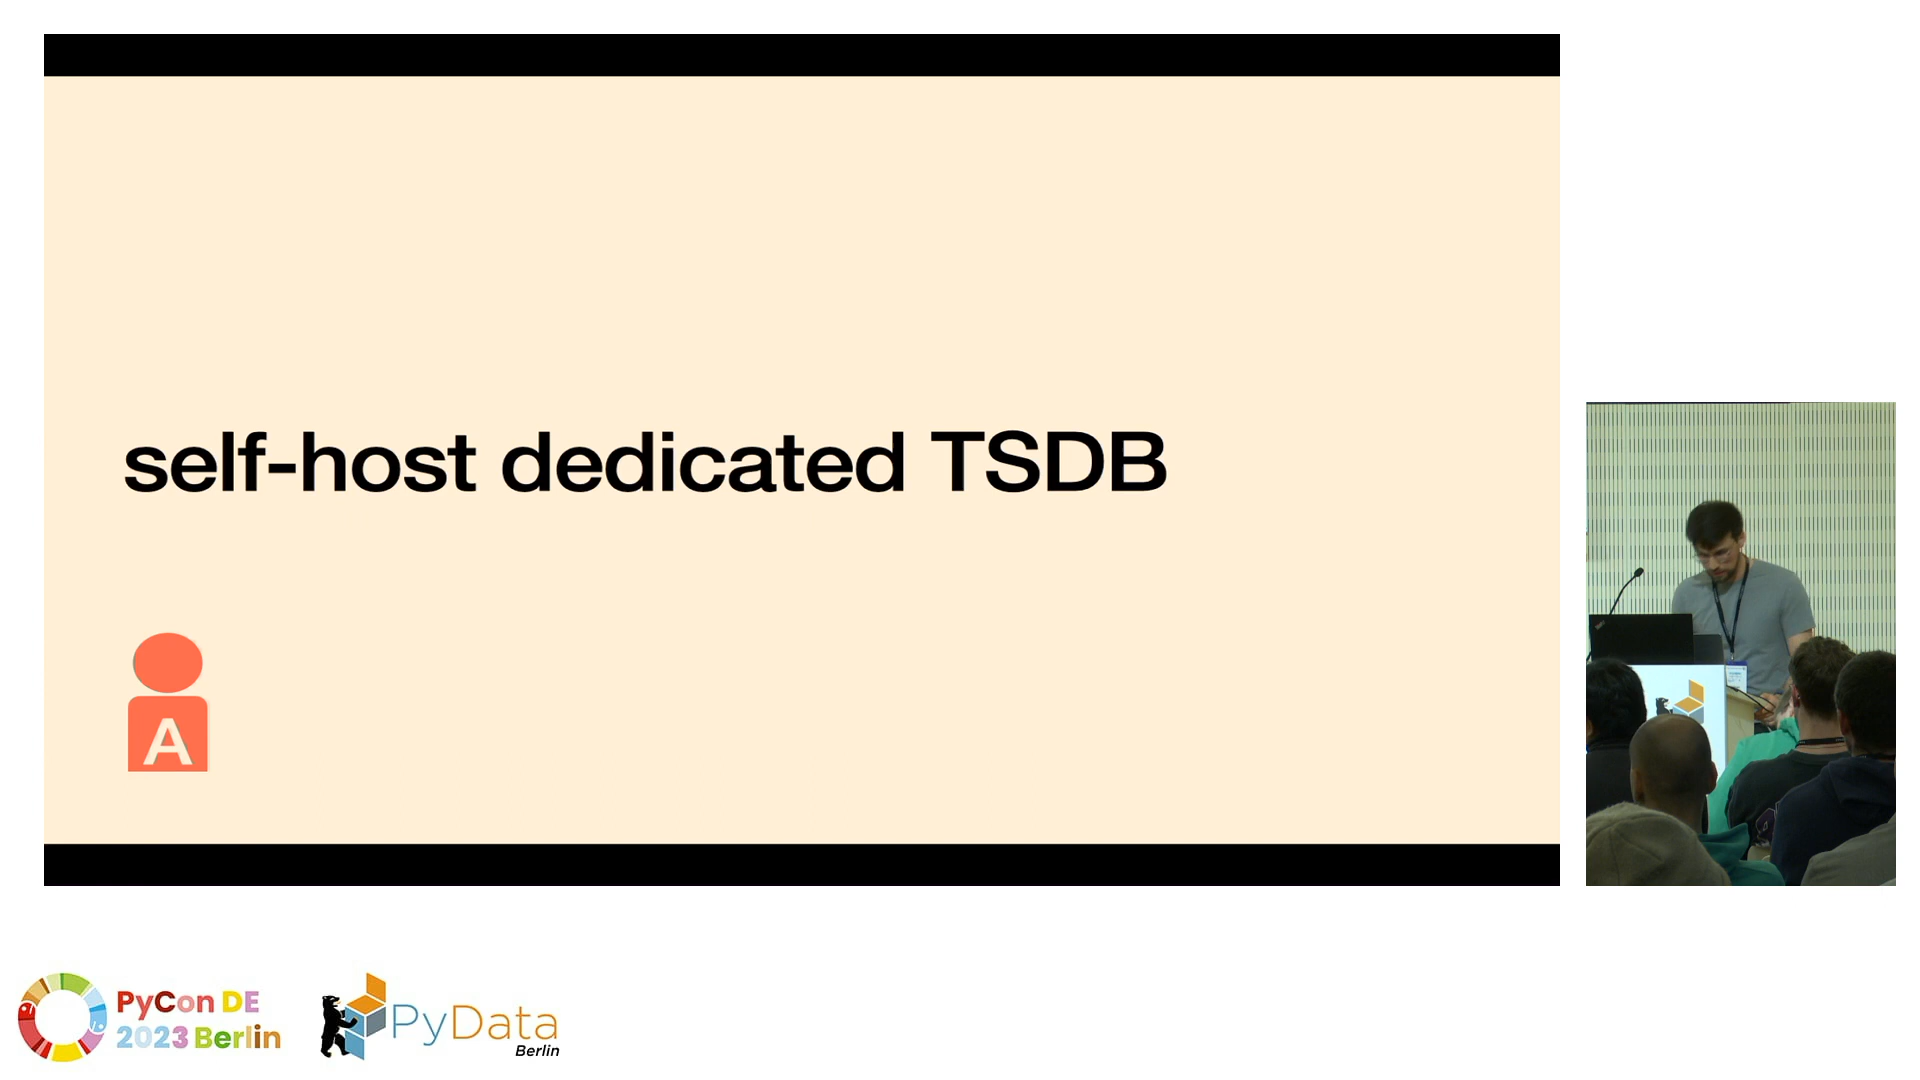 self-host dedicated TSDB
A
PyCon DE
2023 Berlin
PyData
Berlin